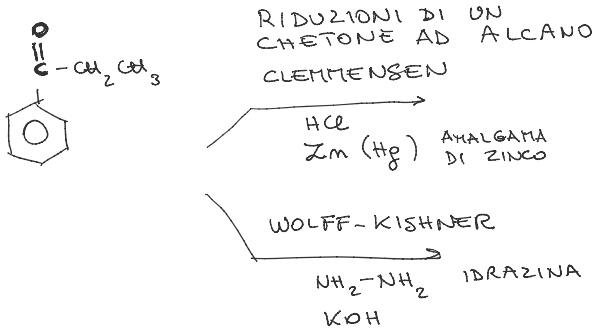 RIDUZIONI DI UN
CHETONE AD ALCANO
CLEMMENSEN
O
C - CH2CH3
HCl
Zn (Hg) AMALGAMA
DI ZINCO
WOLFF-KISHNER
NH2-NH2 IDRAZINA
KOH